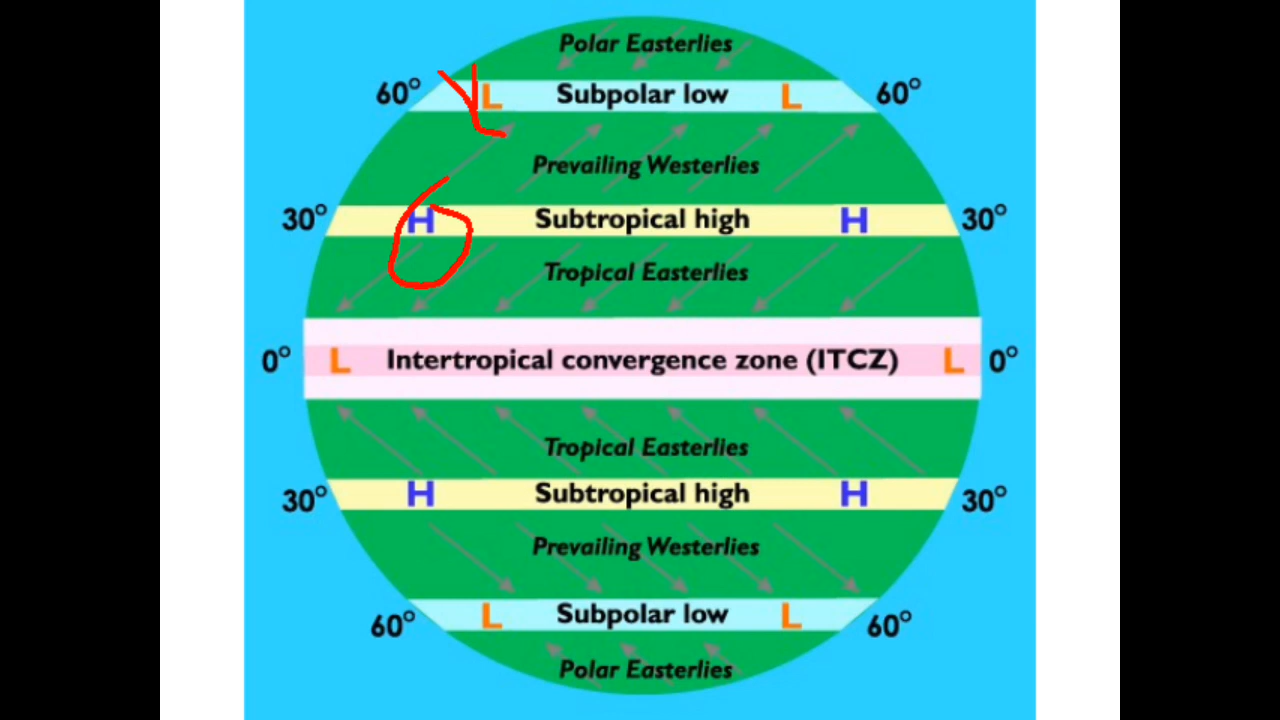 Polar Easterlies
60° L Subpolar low L 60°
Prevailing Westerlies
30° H Subtropical high H 30°
Tropical Easterlies
0° L Intertropical convergence zone (ITCZ) L 0°
Tropical Easterlies
30° H Subtropical high H 30°
Prevailing Westerlies
60° L Subpolar low L 60°
Polar Easterlies